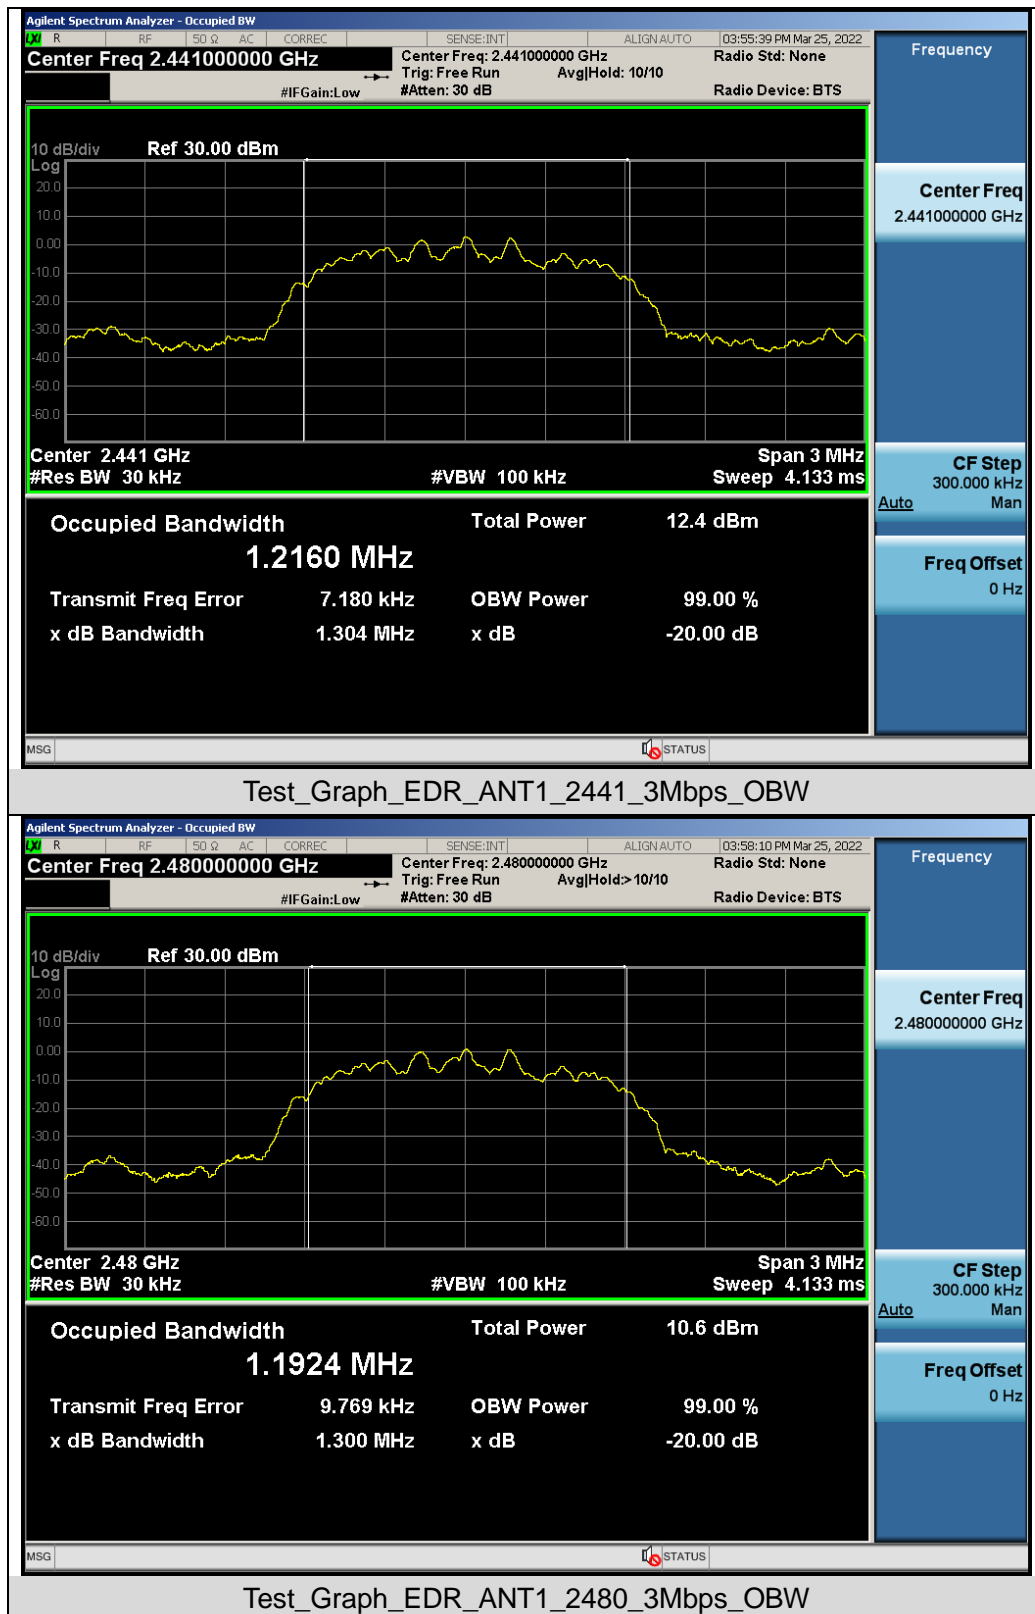 Agilent Spectrum Analyzer - Occupied BW
LXI R RF 50 Ω AC CORREC SENSE:INT ALIGN AUTO 03:55:39 PM Mar 25, 2022
Center Freq 2.441000000 GHz Center Freq: 2.441000000 GHz Radio Std: None Frequency
Trig: Free Run Avg|Hold: 10/10
#IFGain:Low #Atten: 30 dB Radio Device: BTS
10 dB/div Ref 30.00 dBm
Log
20.0
10.0
0.00
-10.0
-20.0
-30.0
-40.0
-50.0
-60.0
Center 2.441 GHz Span 3 MHz
#Res BW 30 kHz #VBW 100 kHz Sweep 4.133 ms
Center Freq
2.441000000 GHz
CF Step
300.000 kHz
Auto Man
Freq Offset
0 Hz
Occupied Bandwidth Total Power 12.4 dBm
1.2160 MHz
Transmit Freq Error 7.180 kHz OBW Power 99.00 %
x dB Bandwidth 1.304 MHz x dB -20.00 dB
MSG STATUS
Test_Graph_EDR_ANT1_2441_3Mbps_OBW
Agilent Spectrum Analyzer - Occupied BW
LXI R RF 50 Ω AC CORREC SENSE:INT ALIGN AUTO 03:58:10 PM Mar 25, 2022
Center Freq 2.480000000 GHz Center Freq: 2.480000000 GHz Radio Std: None Frequency
Trig: Free Run Avg|Hold:>10/10
#IFGain:Low #Atten: 30 dB Radio Device: BTS
10 dB/div Ref 30.00 dBm
Log
20.0
10.0
0.00
-10.0
-20.0
-30.0
-40.0
-50.0
-60.0
Center 2.48 GHz Span 3 MHz
#Res BW 30 kHz #VBW 100 kHz Sweep 4.133 ms
Center Freq
2.480000000 GHz
CF Step
300.000 kHz
Auto Man
Freq Offset
0 Hz
Occupied Bandwidth Total Power 10.6 dBm
1.1924 MHz
Transmit Freq Error 9.769 kHz OBW Power 99.00 %
x dB Bandwidth 1.300 MHz x dB -20.00 dB
MSG STATUS
Test_Graph_EDR_ANT1_2480_3Mbps_OBW